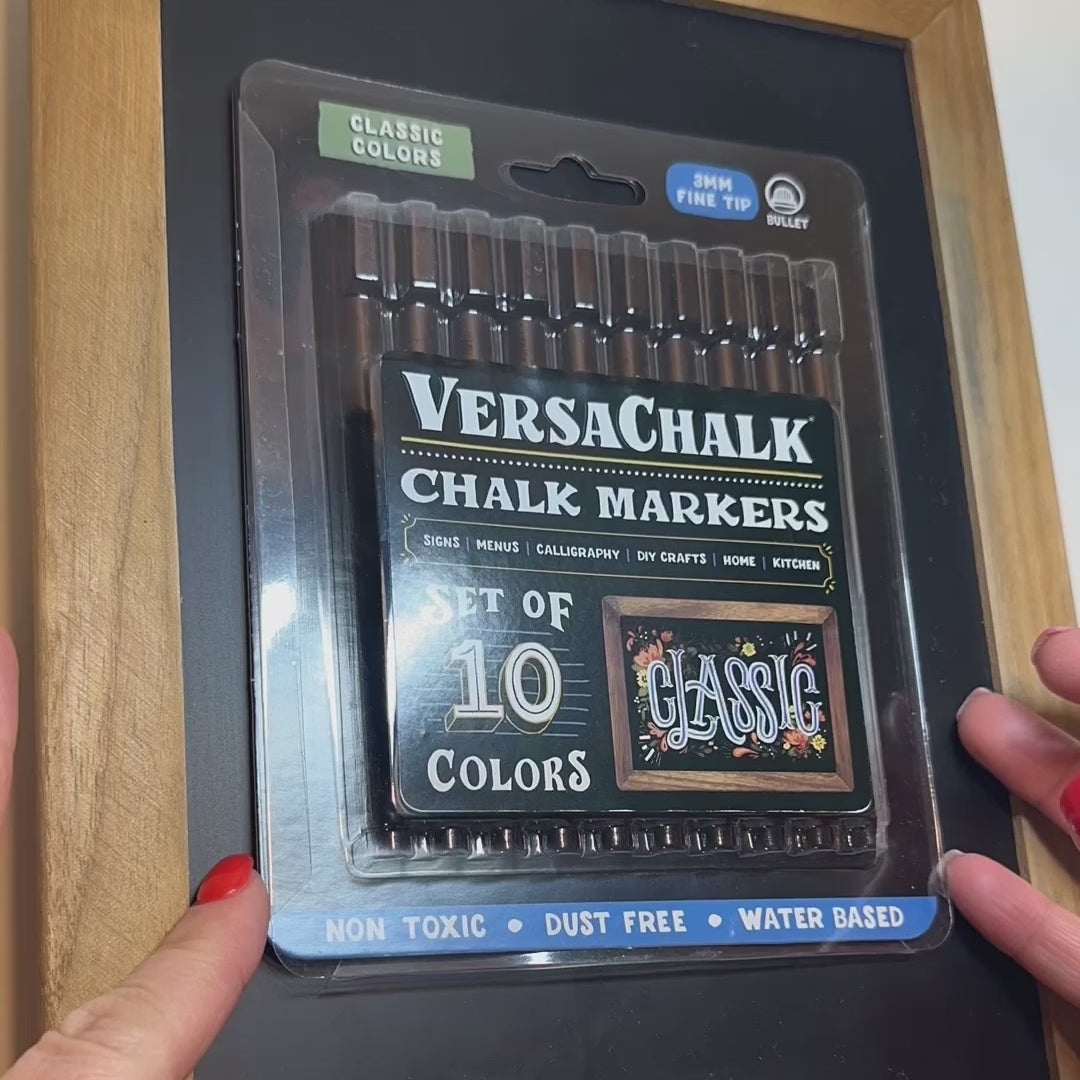 CLASSIC
COLORS
3MM
FINE TIP
BULLET
VERSACHALK
CHALK MARKERS
SIGNS | MENUS | CALLIGRAPHY | DIY CRAFTS | HOME | KITCHEN
SET OF
10
COLORS
CLASSIC
NON TOXIC • DUST FREE • WATER BASED